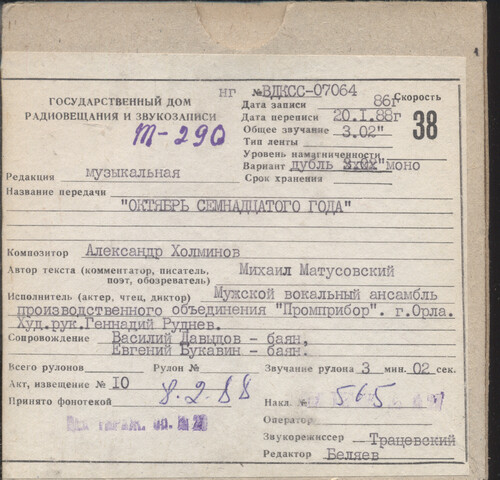 нг №ВДКСС-07064
ГОСУДАРСТВЕННЫЙ ДОМ
РАДИОВЕЩАНИЯ И ЗВУКОЗАПИСИ
т-290
Дата записи 86г
Скорость
38
Дата переписи 20.I.88г
Общее звучание 3.02"
Тип ленты
Уровень намагниченности
Вариант дубль моно
Срок хранения
Редакция музыкальная
Название передачи
"ОКТЯБРЬ СЕМНАДЦАТОГО ГОДА"
Композитор Александр Холминов
Автор текста (комментатор, писатель, Михаил Матусовский
поэт, обозреватель)
Исполнитель (актер, чтец, диктор) Мужской вокальный ансамбль
производственного объединения "Промприбор". г.Орла.
Худ.рук.Геннадий Руднев.
Сопровождение Василий Давыдов - баян,
Евгений Букавин - баян.
Всего рулонов Рулон № Звучание рулона 3 мин. 02 сек.
Акт, извещение № IO
Принято фонотекой 8.2.88
Накл. № 565
Оператор
Звукорежиссер Трацевский
Редактор Беляев